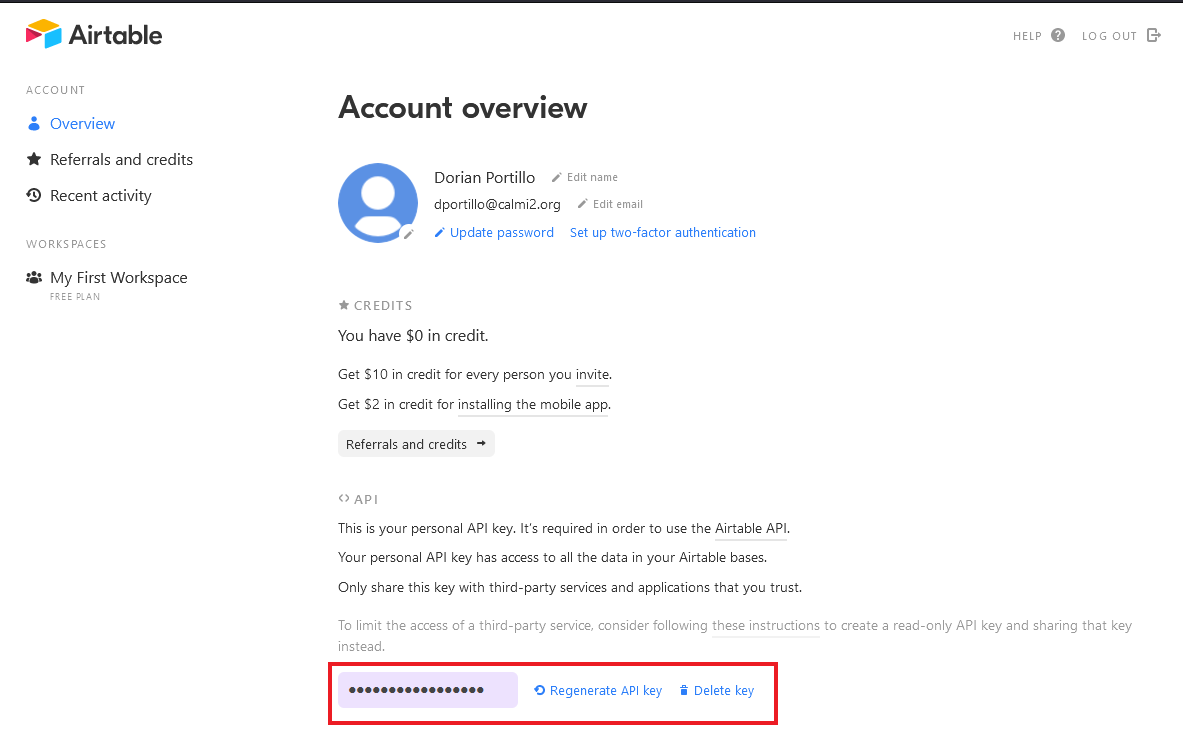 Airtable
HELP
LOG OUT
ACCOUNT
Overview
Referrals and credits
Recent activity
WORKSPACES
My First Workspace
FREE PLAN
Account overview
Dorian Portillo Edit name
dportillo@calmi2.org Edit email
Update password Set up two-factor authentication
CREDITS
You have $0 in credit.
Get $10 in credit for every person you invite.
Get $2 in credit for installing the mobile app.
Referrals and credits
API
This is your personal API key. It's required in order to use the Airtable API.
Your personal API key has access to all the data in your Airtable bases.
Only share this key with third-party services and applications that you trust.
To limit the access of a third-party service, consider following these instructions to create a read-only API key and sharing that key
instead.
•••••••••••••••••
Regenerate API key Delete key